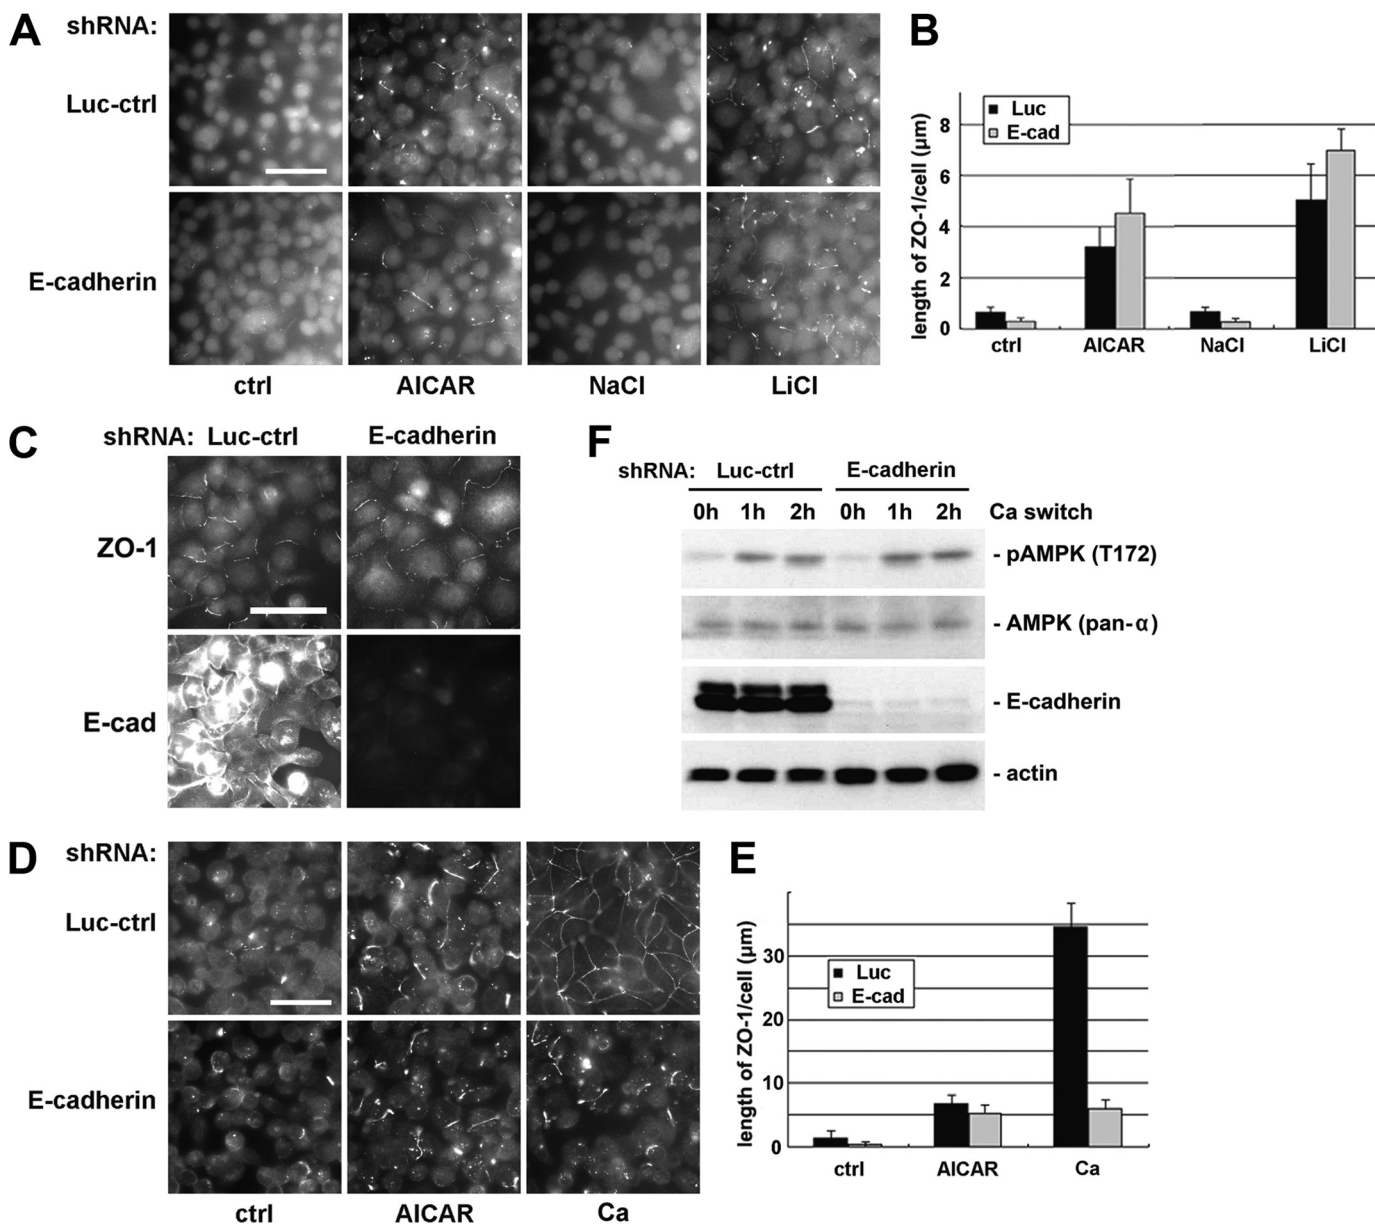 A
shRNA:
Luc-ctrl
E-cadherin
ctrl
AICAR
NaCl
LiCl
B
length of ZO-1/cell (µm)
8
6
4
2
0
Luc
E-cad
ctrl
AICAR
NaCl
LiCl
C
shRNA: Luc-ctrl E-cadherin
ZO-1
E-cad
F
shRNA: Luc-ctrl E-cadherin
0h 1h 2h 0h 1h 2h Ca switch
- pAMPK (T172)
- AMPK (pan-α)
- E-cadherin
- actin
D
shRNA:
Luc-ctrl
E-cadherin
ctrl
AICAR
Ca
E
length of ZO-1/cell (µm)
30
20
10
0
Luc
E-cad
ctrl
AICAR
Ca